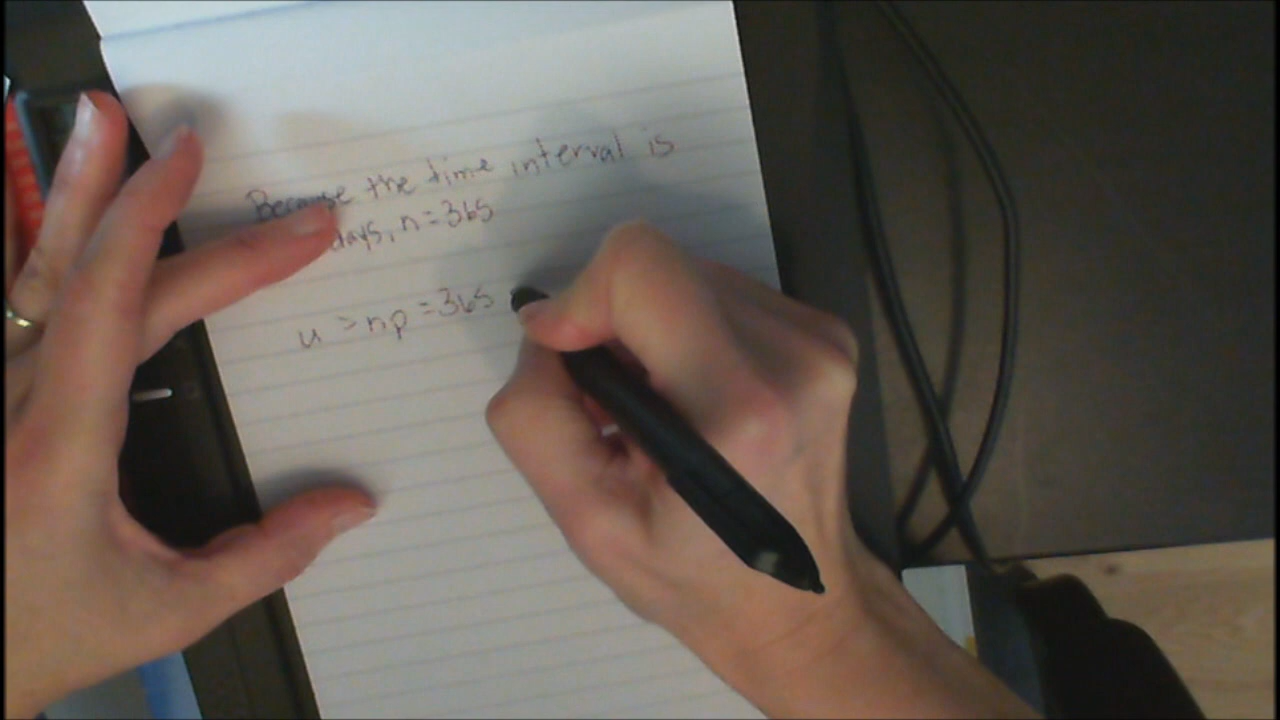 Because the time interval is
days, n = 365
u = np = 365